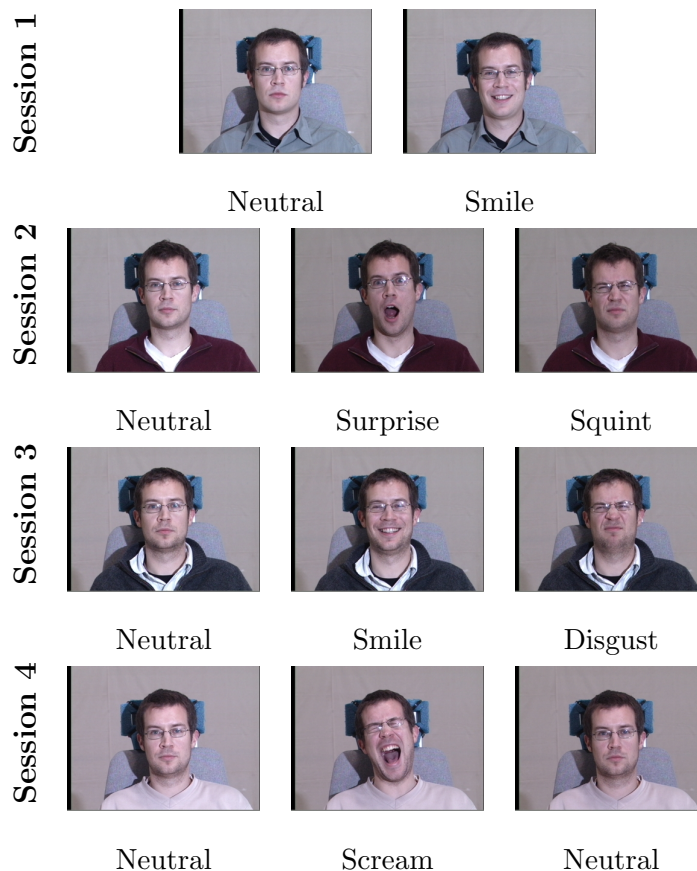 Session 1
Neutral Smile
Session 2
Neutral Surprise Squint
Session 3
Neutral Smile Disgust
Session 4
Neutral Scream Neutral